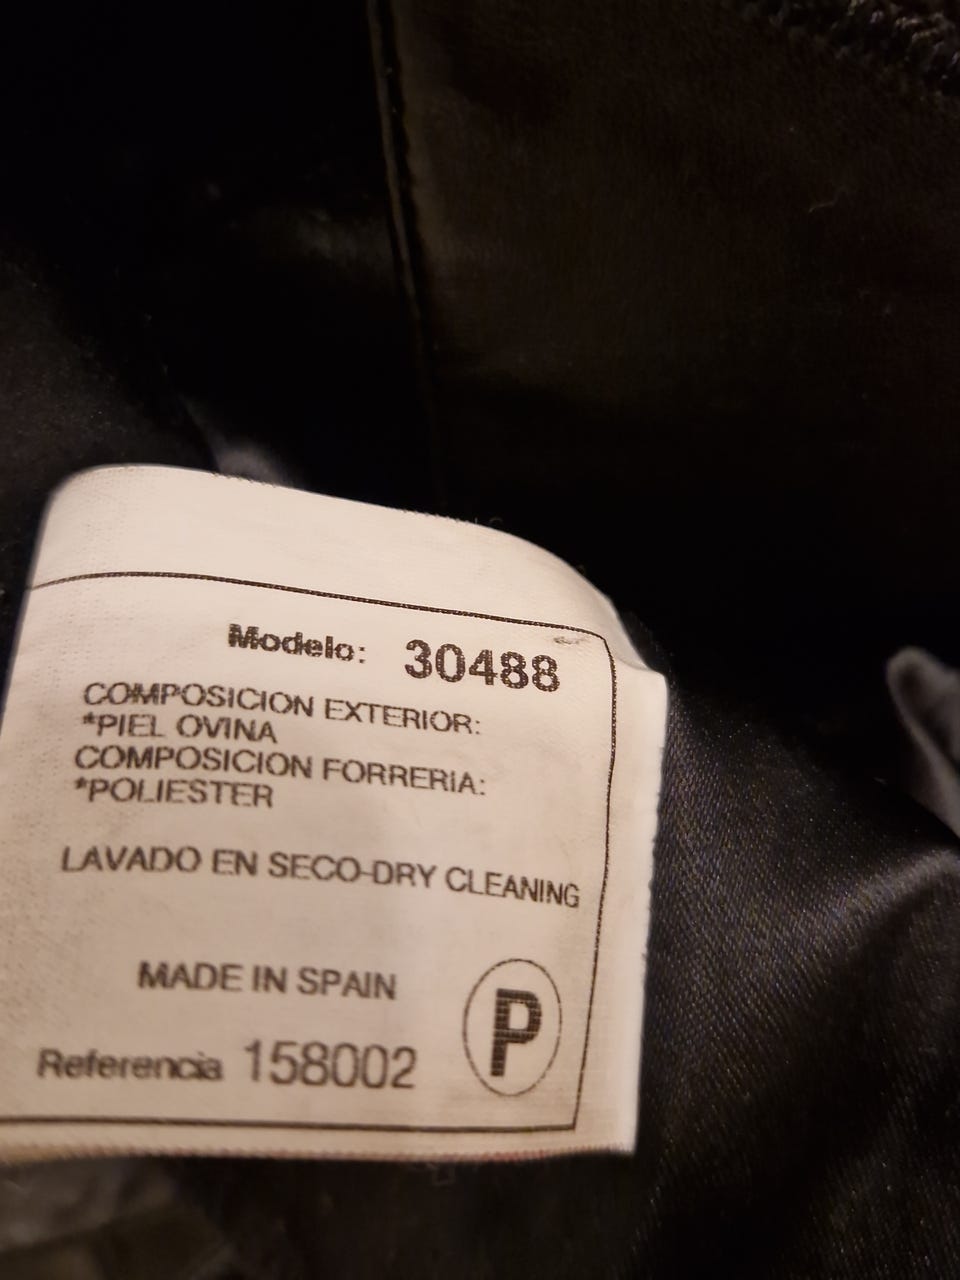 Modelo: 30488
COMPOSICION EXTERIOR:
*PIEL OVINA
COMPOSICION FORRERIA:
*POLIESTER
LAVADO EN SECO-DRY CLEANING
MADE IN SPAIN
P
Referencia 158002